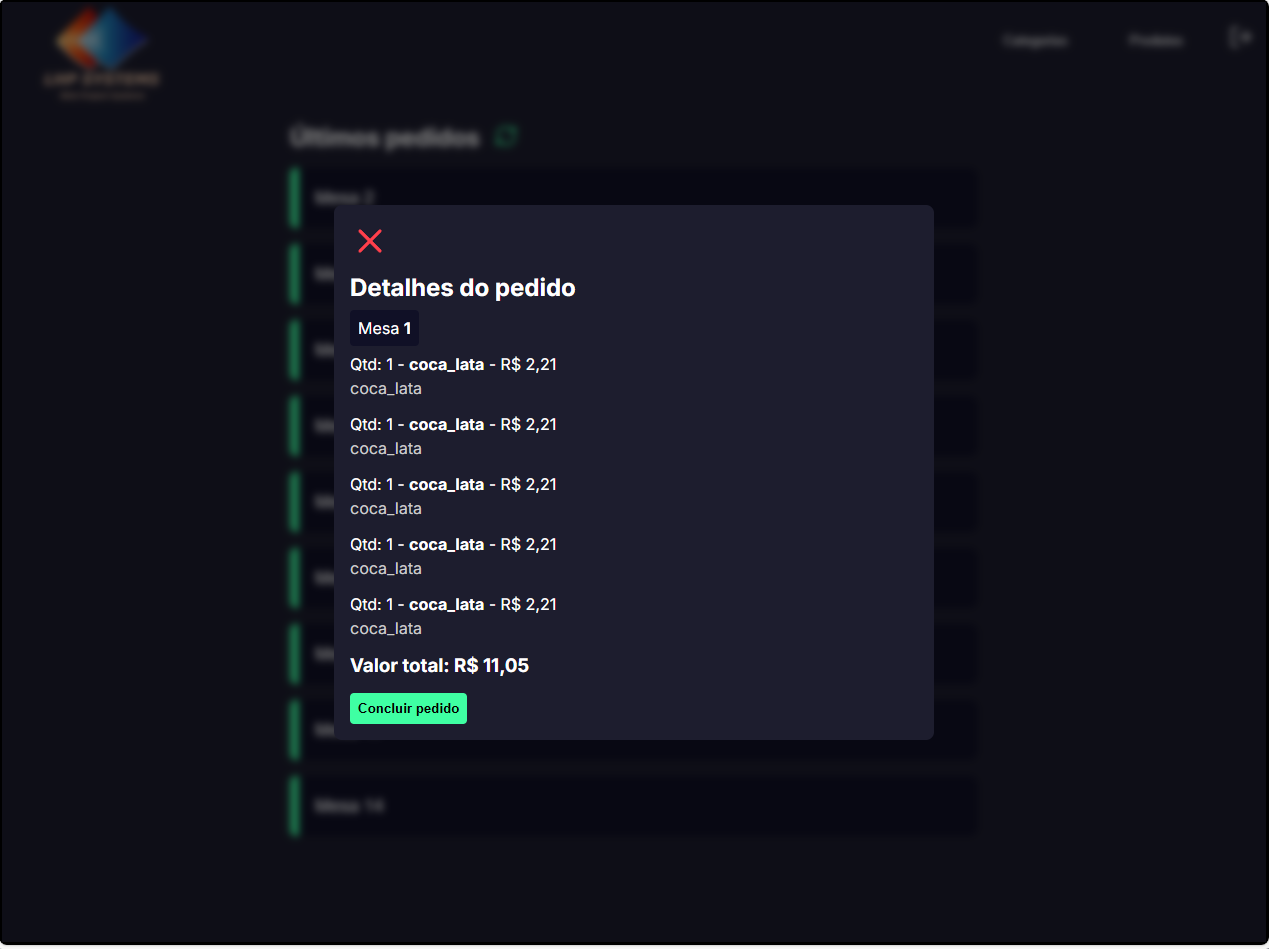 LHP SYSTEMS
Categorias
Produtos
Últimos pedidos
Mesa 2
Detalhes do pedido
Mesa 1
Qtd: 1 - coca_lata - R$ 2,21
coca_lata
Qtd: 1 - coca_lata - R$ 2,21
coca_lata
Qtd: 1 - coca_lata - R$ 2,21
coca_lata
Qtd: 1 - coca_lata - R$ 2,21
coca_lata
Qtd: 1 - coca_lata - R$ 2,21
coca_lata
Valor total: R$ 11,05
Concluir pedido
Mesa 14